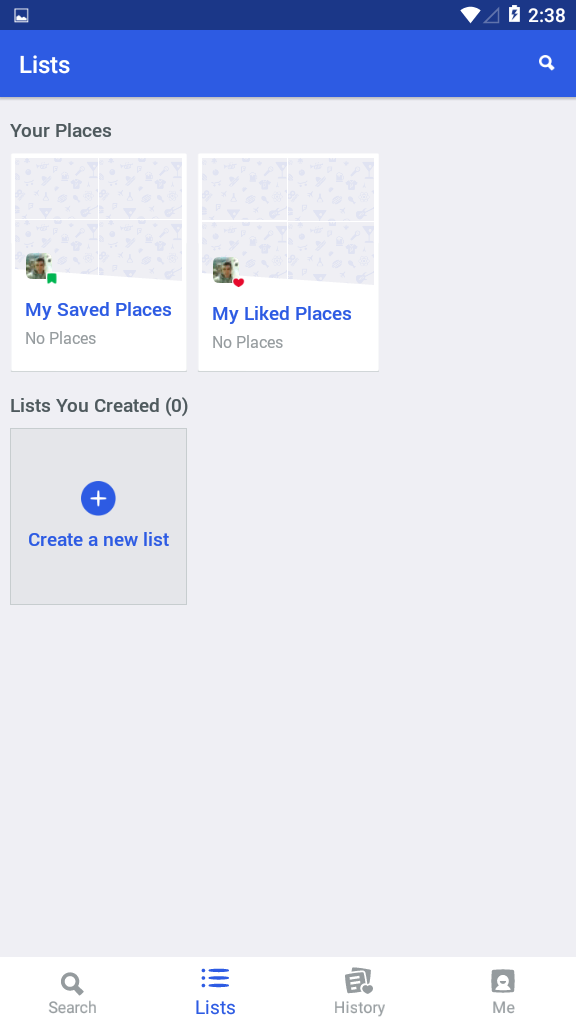 2:38
Lists
Your Places
My Saved Places
No Places
My Liked Places
No Places
Lists You Created (0)
Create a new list
Search
Lists
History
Me